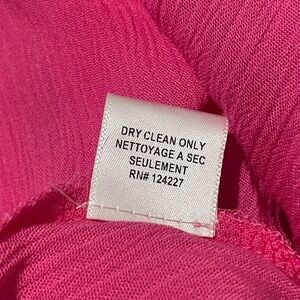 DRY CLEAN ONLY
NETTOYAGE A SEC
SEULEMENT
RN# 124227